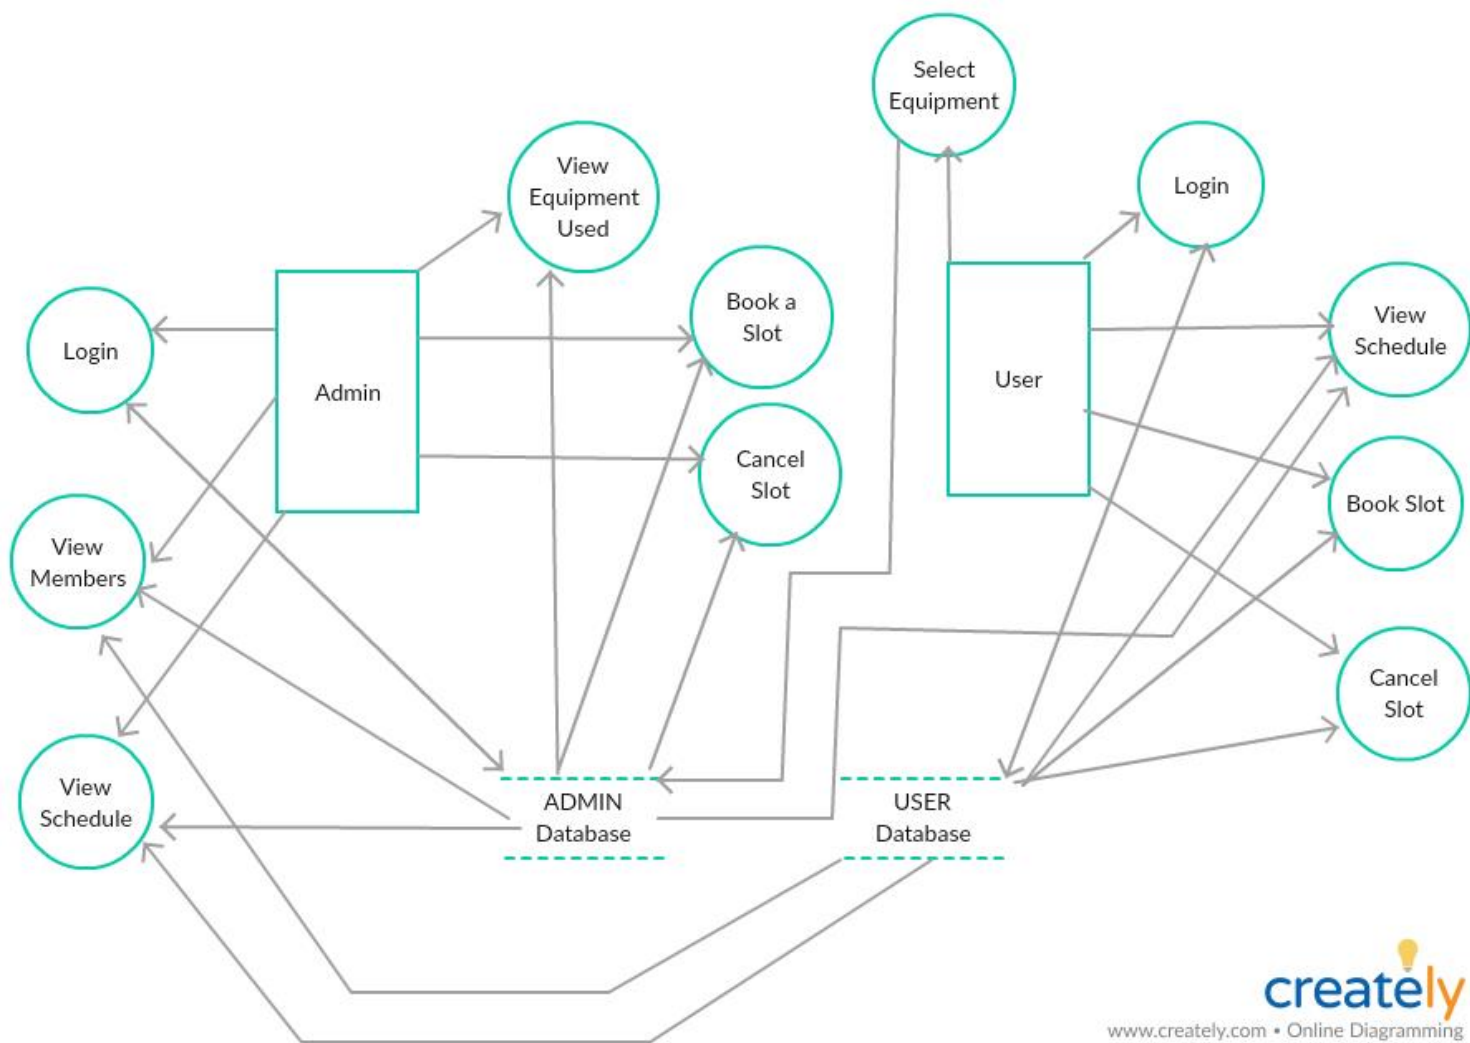 Select
Equipment
View
Equipment
Used
Login
Book a
Slot
View
Schedule
Login
Admin
User
Cancel
Slot
Book Slot
View
Members
Cancel
Slot
View
Schedule
ADMIN
Database
USER
Database
creately
www.creately.com • Online Diagramming